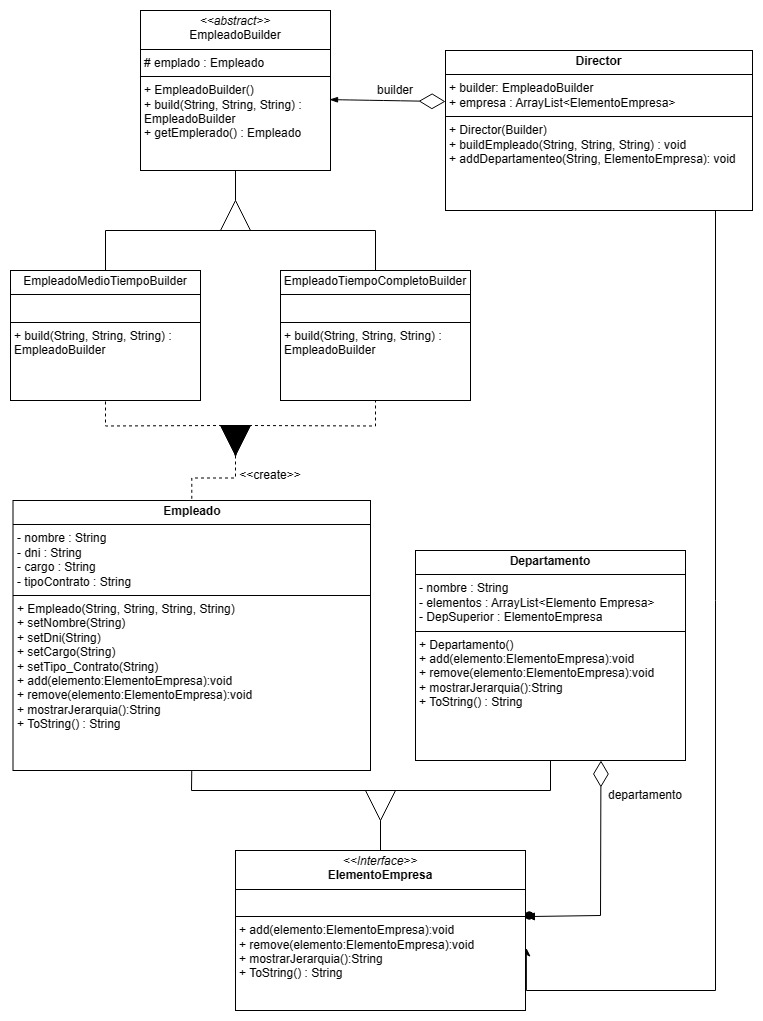 <<abstract>>
EmpleadoBuilder
# emplado : Empleado
+ EmpleadoBuilder()
+ build(String, String, String) :
EmpleadoBuilder
+ getEmplerado() : Empleado
builder
Director
+ builder: EmpleadoBuilder
+ empresa : ArrayList<ElementoEmpresa>
+ Director(Builder)
+ buildEmpleado(String, String, String) : void
+ addDepartamenteo(String, ElementoEmpresa): void
EmpleadoMedioTiempoBuilder
+ build(String, String, String) :
EmpleadoBuilder
EmpleadoTiempoCompletoBuilder
+ build(String, String, String) :
EmpleadoBuilder
<<create>>
Empleado
- nombre : String
- dni : String
- cargo : String
- tipoContrato : String
+ Empleado(String, String, String, String)
+ setNombre(String)
+ setDni(String)
+ setCargo(String)
+ setTipo_Contrato(String)
+ add(elemento:ElementoEmpresa):void
+ remove(elemento:ElementoEmpresa):void
+ mostrarJerarquia():String
+ ToString() : String
Departamento
- nombre : String
- elementos : ArrayList<Elemento Empresa>
- DepSuperior : ElementoEmpresa
+ Departamento()
+ add(elemento:ElementoEmpresa):void
+ remove(elemento:ElementoEmpresa):void
+ mostrarJerarquia():String
+ ToString() : String
departamento
<<Interface>>
ElementoEmpresa
+ add(elemento:ElementoEmpresa):void
+ remove(elemento:ElementoEmpresa):void
+ mostrarJerarquia():String
+ ToString() : String